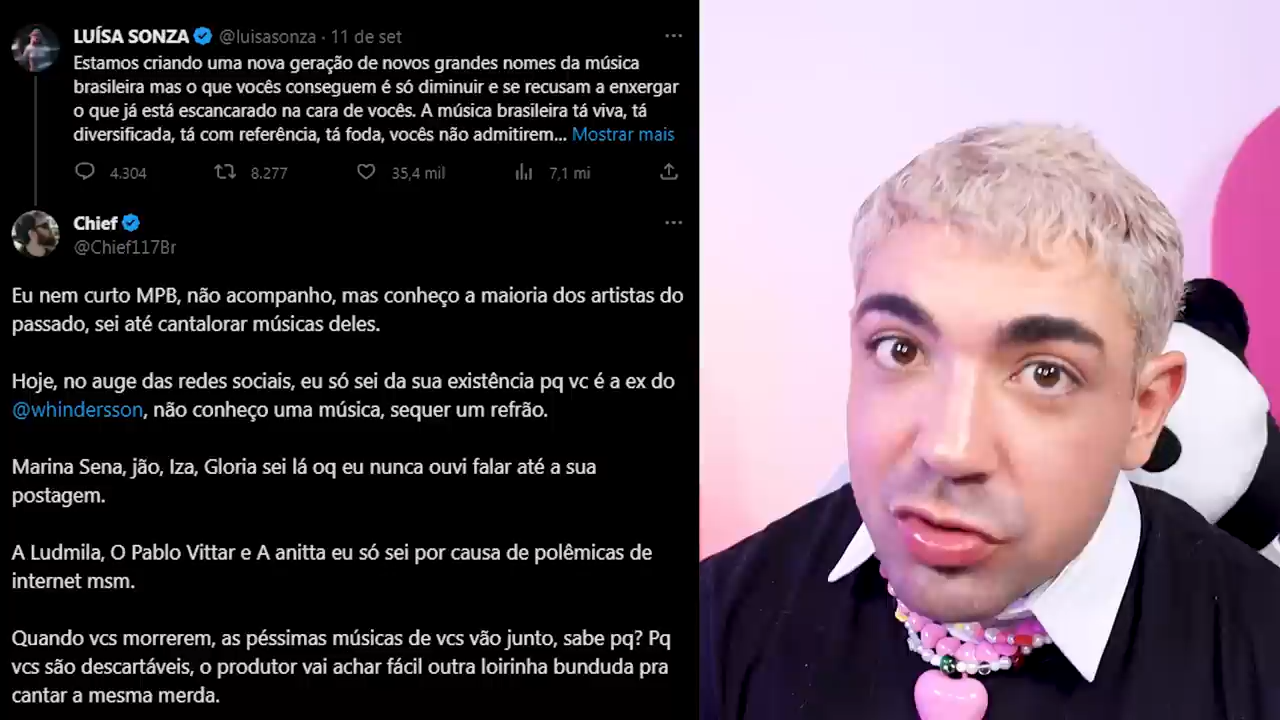 LUÍSA SONZA @luisasonza · 11 de set
Estamos criando uma nova geração de novos grandes nomes da música
brasileira mas o que vocês conseguem é só diminuir e se recusam a enxergar
o que já está escancarado na cara de vocês. A música brasileira tá viva, tá
diversificada, tá com referência, tá foda, vocês não admitirem... Mostrar mais
4.304 8.277 35,4 mil 7,1 mi
Chief
@Chief117Br
Eu nem curto MPB, não acompanho, mas conheço a maioria dos artistas do
passado, sei até cantalorar músicas deles.
Hoje, no auge das redes sociais, eu só sei da sua existência pq vc é a ex do
@whindersson, não conheço uma música, sequer um refrão.
Marina Sena, jão, Iza, Gloria sei lá oq eu nunca ouvi falar até a sua
postagem.
A Ludmila, O Pablo Vittar e A anitta eu só sei por causa de polêmicas de
internet msm.
Quando vcs morrerem, as péssimas músicas de vcs vão junto, sabe pq? Pq
vcs são descartáveis, o produtor vai achar fácil outra loirinha bunduda pra
cantar a mesma merda.